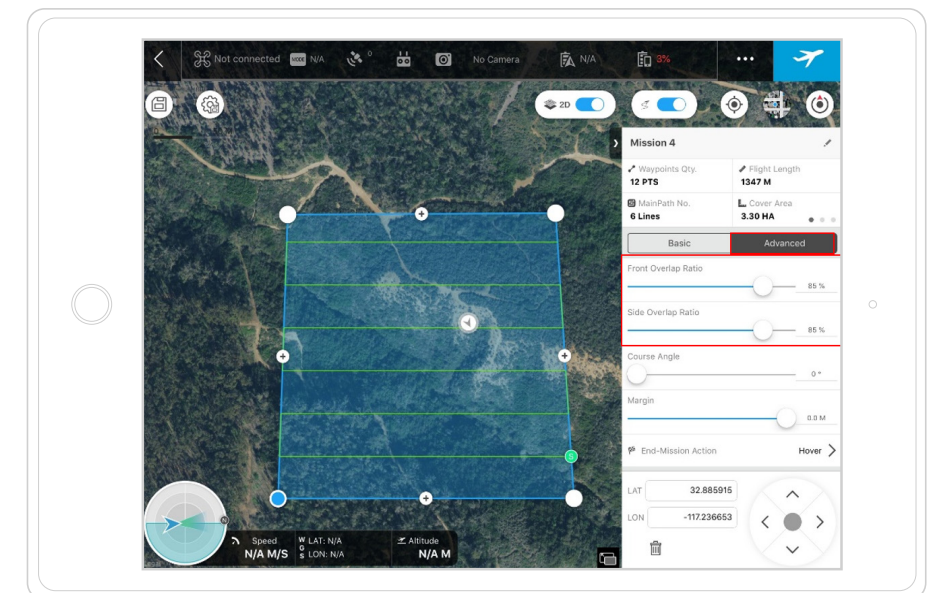 Not connected MODE N/A 0 No Camera N/A 3%
2D
Mission 4
Waypoints Qty. Flight Length
12 PTS 1347 M
MainPath No. Cover Area
6 Lines 3.30 HA
Basic Advanced
Front Overlap Ratio
85 %
Side Overlap Ratio
85 %
Course Angle
0 °
Margin
0.0 M
End-Mission Action Hover
S
LAT 32.885915
LON -117.236653
N
Speed W LAT: N/A Altitude
N/A M/S G LON: N/A N/A M
S